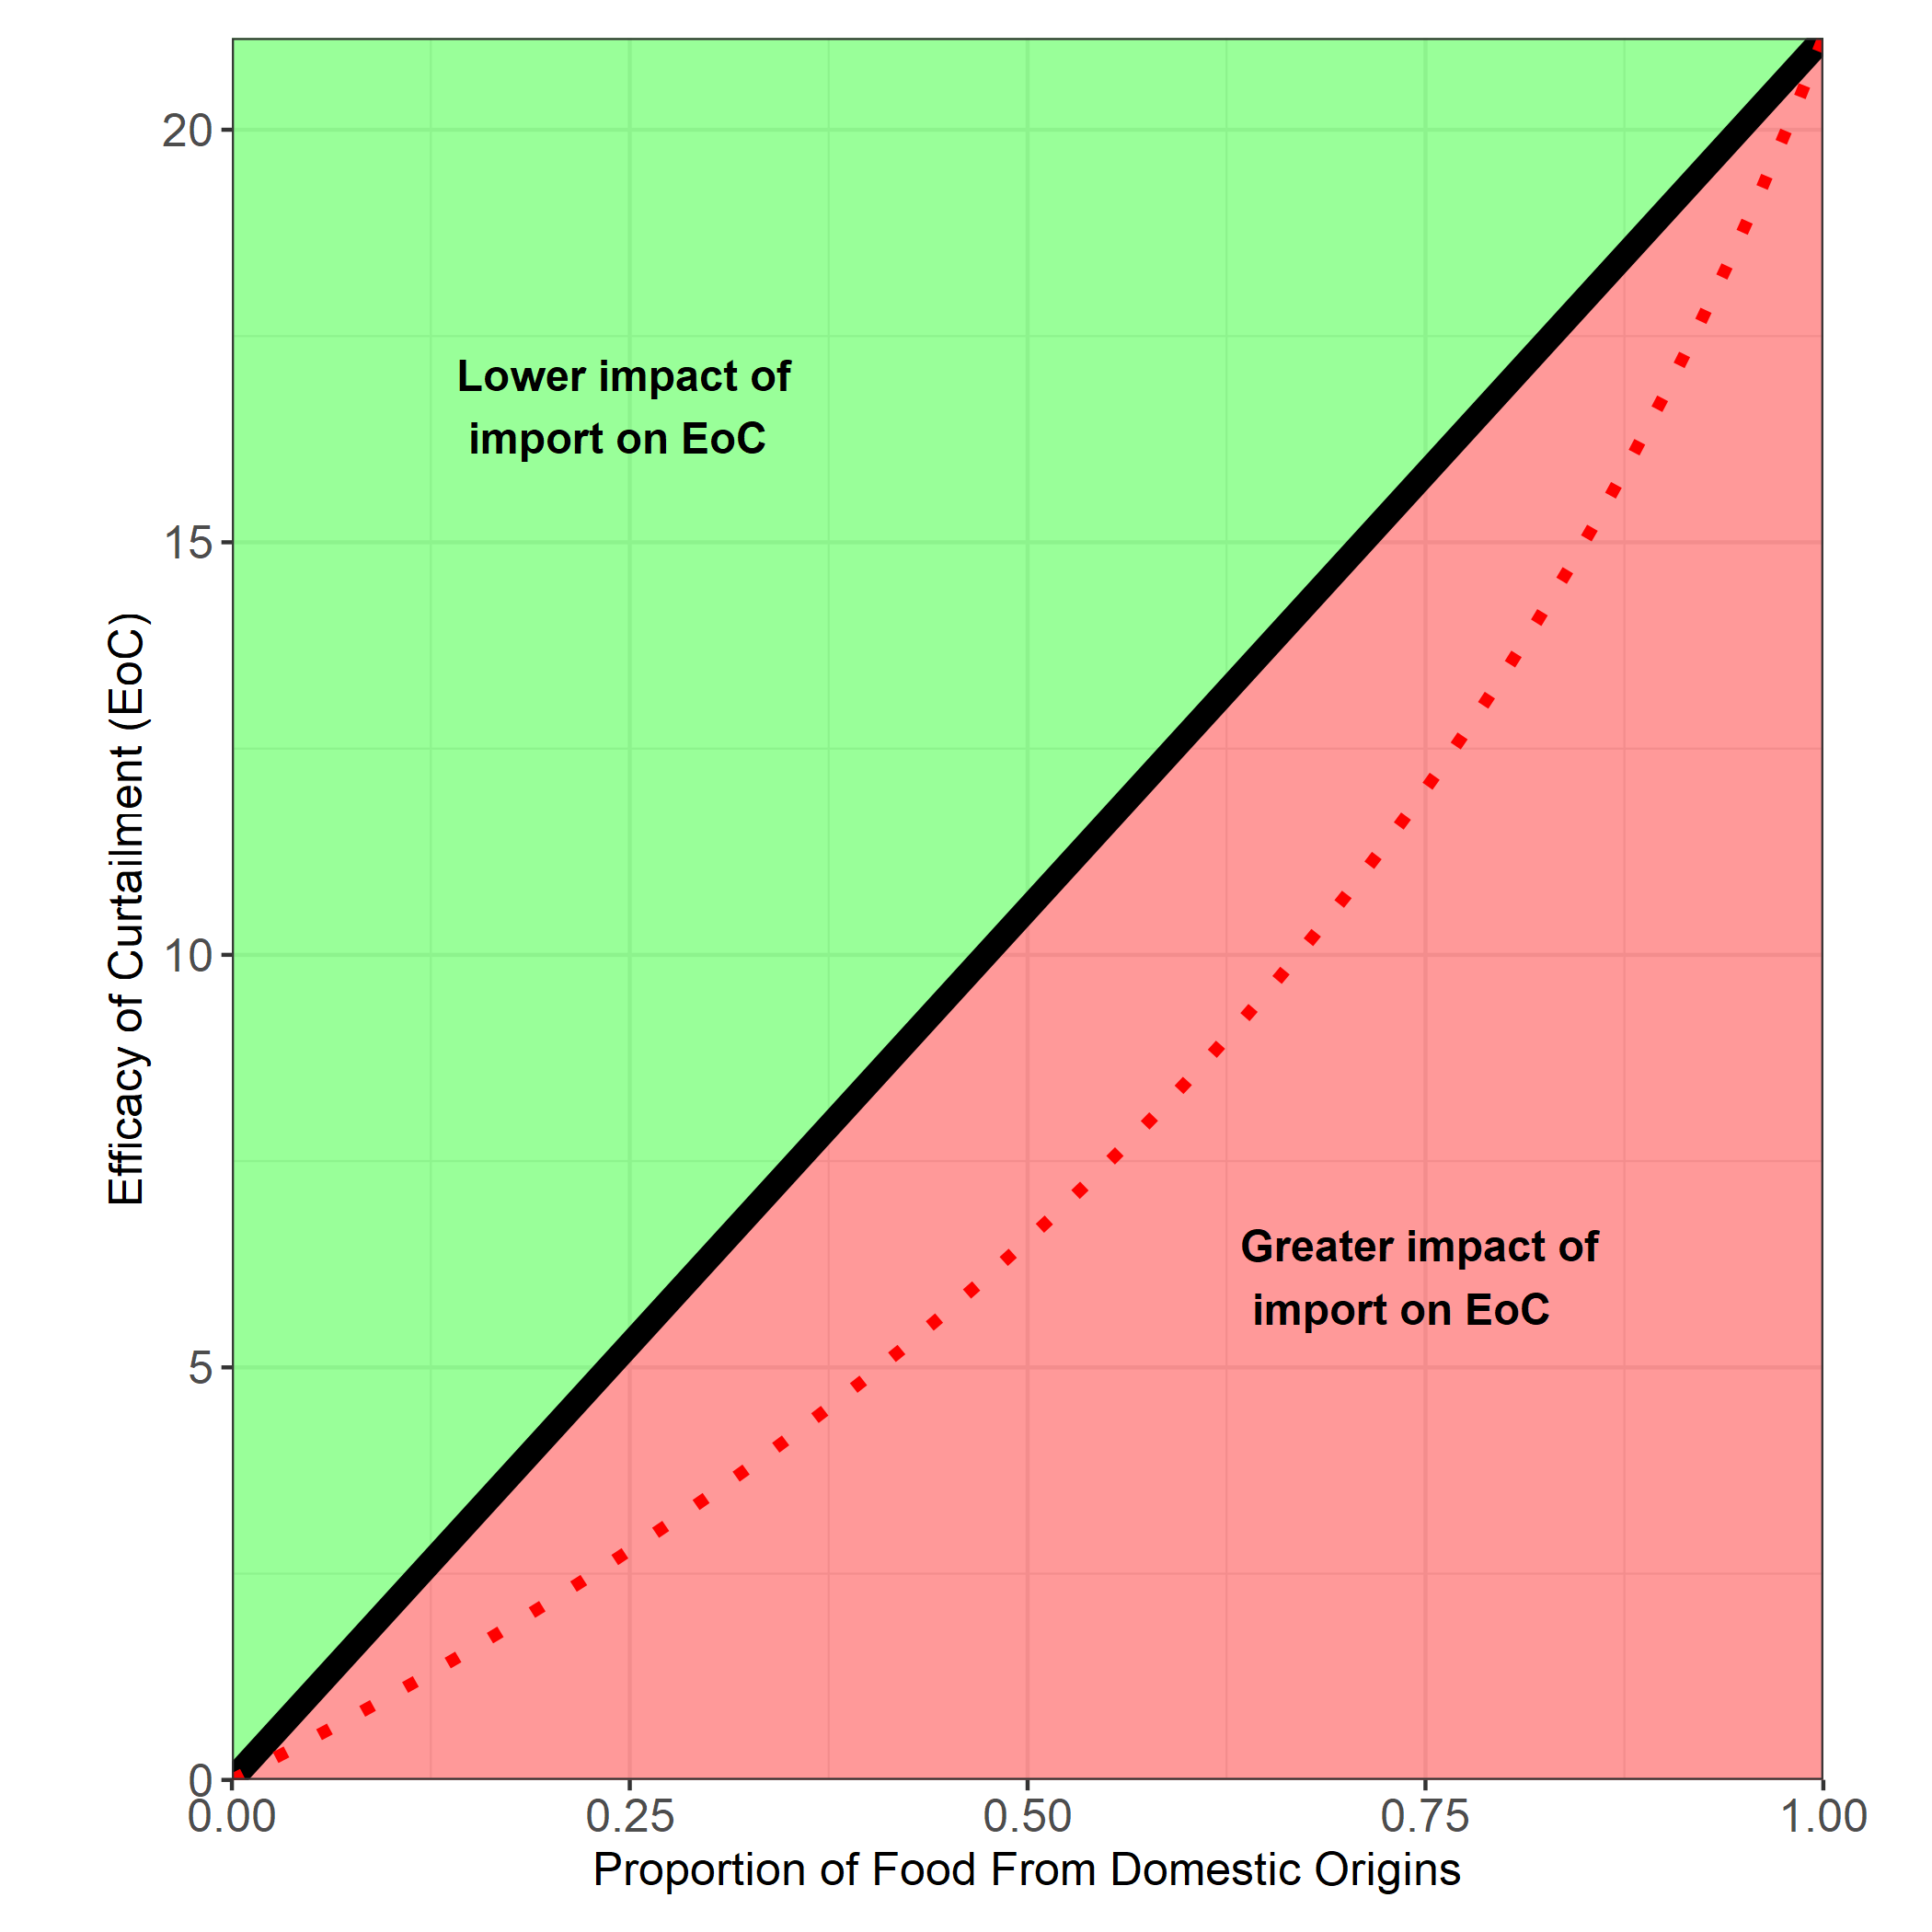 20
15
10
5
0
Efficacy of Curtailment (EoC)
Lower impact of
import on EoC
Greater impact of
import on EoC
0.00 0.25 0.50 0.75 1.00
Proportion of Food From Domestic Origins